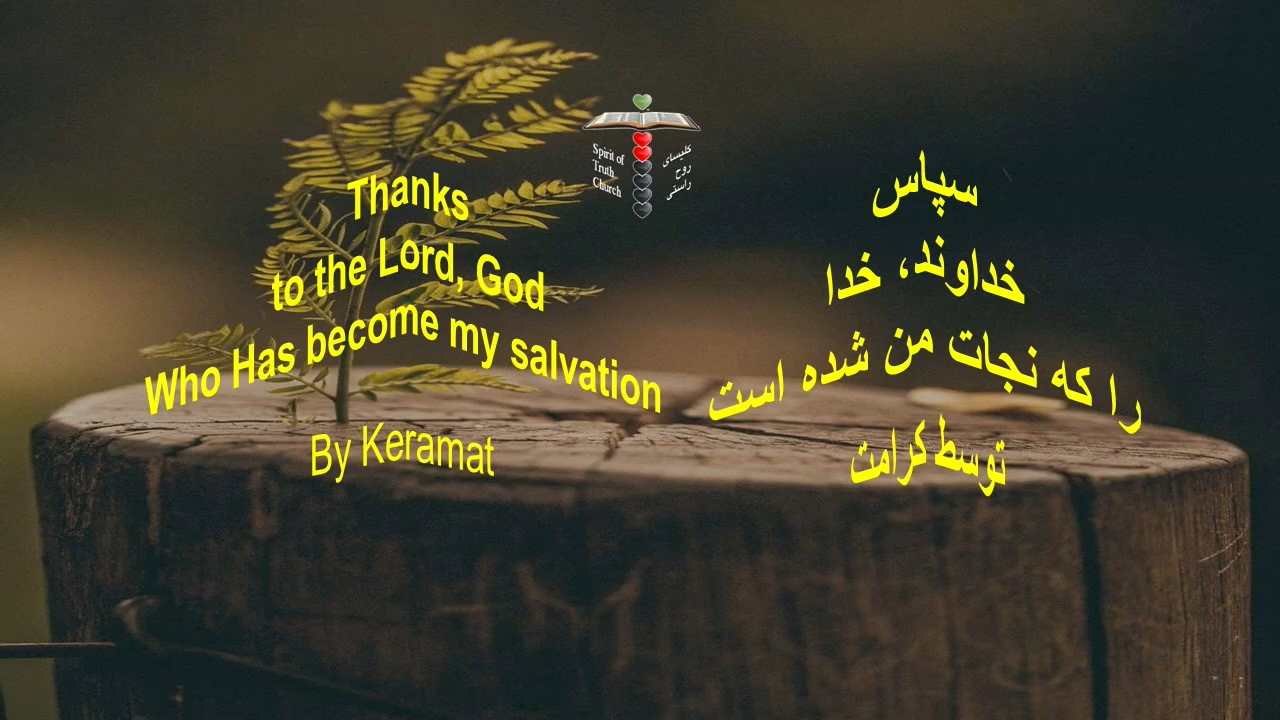 Spirit of
Truth
Church
کلیسای
روح
راستی
Thanks
to the Lord, God
Who Has become my salvation
By Keramat
سپاس
خداوند، خدا
را که نجات من شده است
توسط کرامت